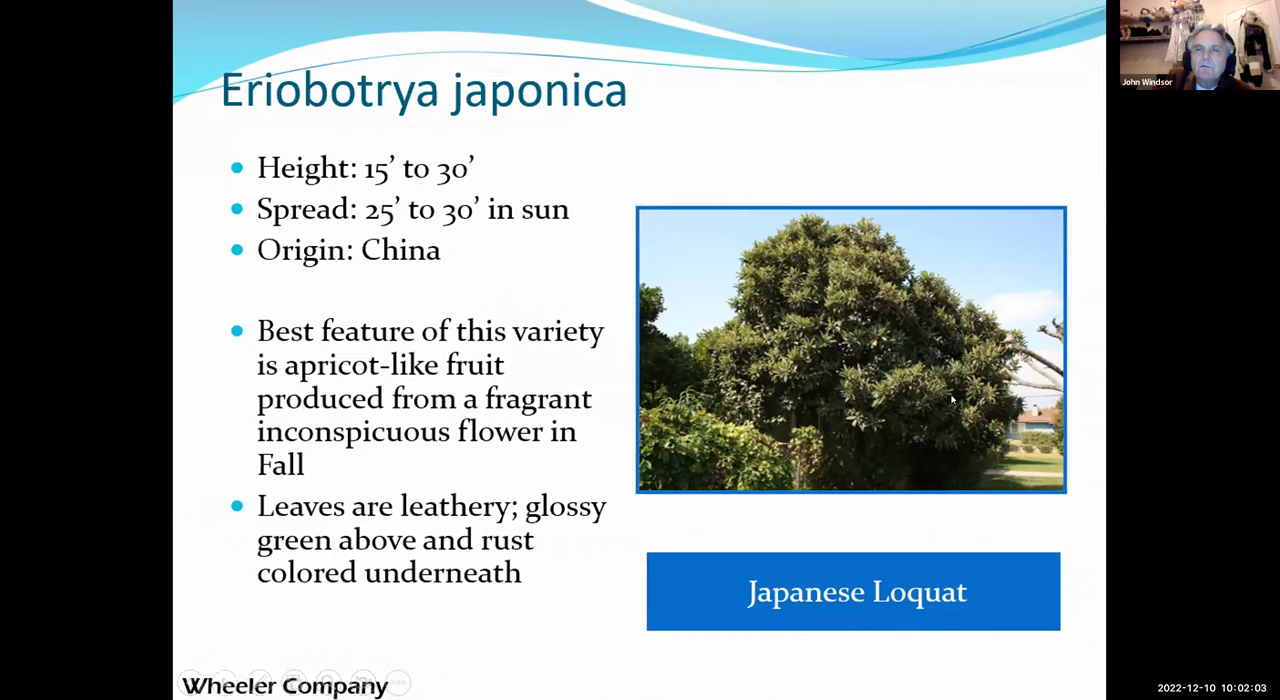 Eriobotrya japonica
Height: 15’ to 30’
Spread: 25’ to 30’ in sun
Origin: China
Best feature of this variety
is apricot-like fruit
produced from a fragrant
inconspicuous flower in
Fall
Leaves are leathery; glossy
green above and rust
colored underneath
Japanese Loquat
Wheeler Company
John Windsor
2022-12-10 10:02:03